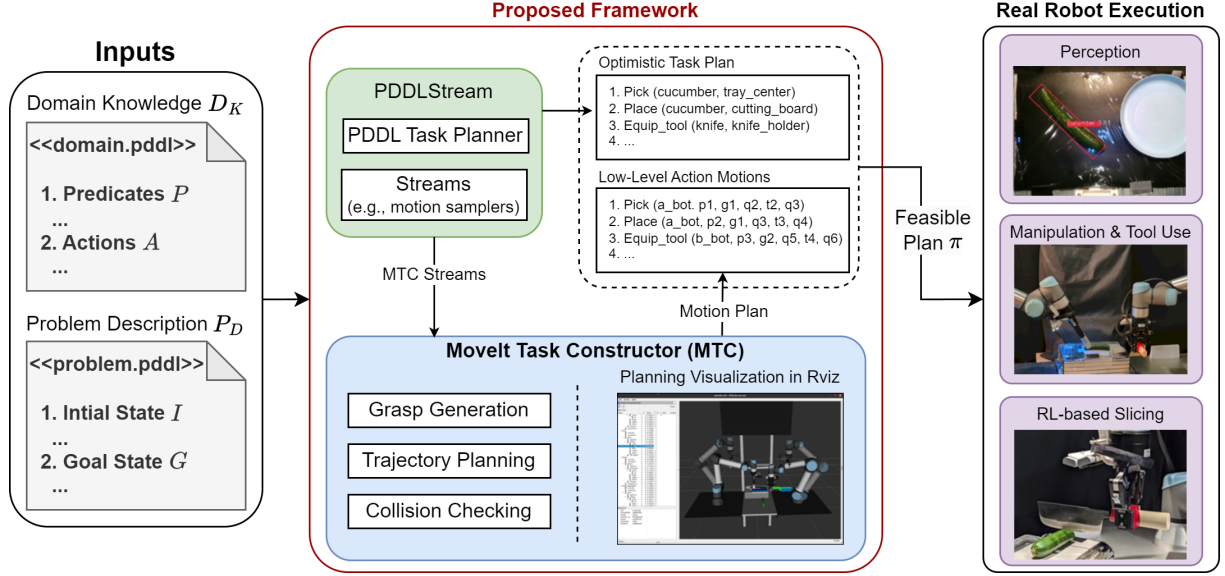 Inputs
Domain Knowledge D_K
<<domain.pddl>>
1. Predicates P
...
2. Actions A
...
Problem Description P_D
<<problem.pddl>>
1. Intial State I
...
2. Goal State G
...
Proposed Framework
PDDLStream
PDDL Task Planner
Streams
(e.g., motion samplers)
MTC Streams
Optimistic Task Plan
1. Pick (cucumber, tray_center)
2. Place (cucumber, cutting_board)
3. Equip_tool (knife, knife_holder)
4. ...
Low-Level Action Motions
1. Pick (a_bot. p1, g1, q2, t2, q3)
2. Place (a_bot, p2, g1, q3, t3, q4)
3. Equip_tool (b_bot, p3, g2, q5, t4, q6)
4. ...
Motion Plan
MoveIt Task Constructor (MTC)
Grasp Generation
Trajectory Planning
Collision Checking
Planning Visualization in Rviz
Feasible
Plan π
Real Robot Execution
Perception
Manipulation & Tool Use
RL-based Slicing